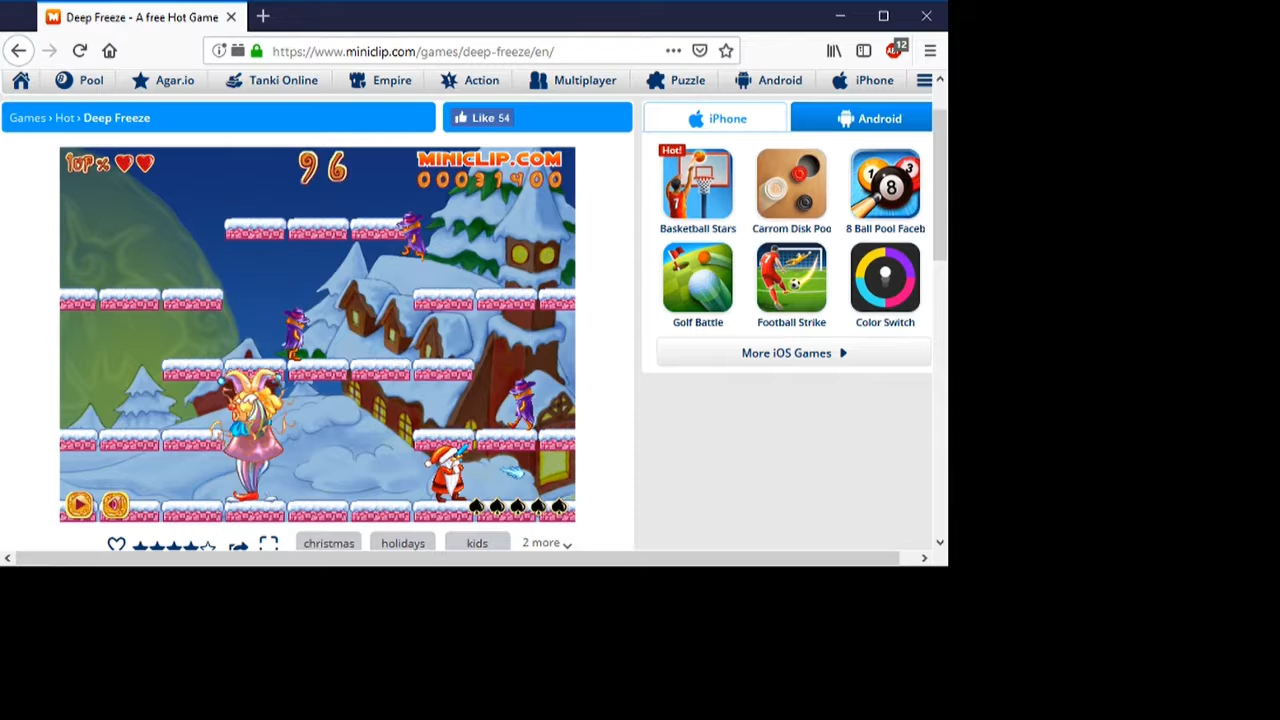 Deep Freeze - A free Hot Game
https://www.miniclip.com/games/deep-freeze/en/
12
Pool
Agar.io
Tanki Online
Empire
Action
Multiplayer
Puzzle
Android
iPhone
Games › Hot › Deep Freeze
Like 54
iPhone
Android
96
MINICLIP.COM
00031400
Hot!
Basketball Stars
Carrom Disk Poo
8 Ball Pool Faceb
Golf Battle
Football Strike
Color Switch
More iOS Games
christmas
holidays
kids
2 more